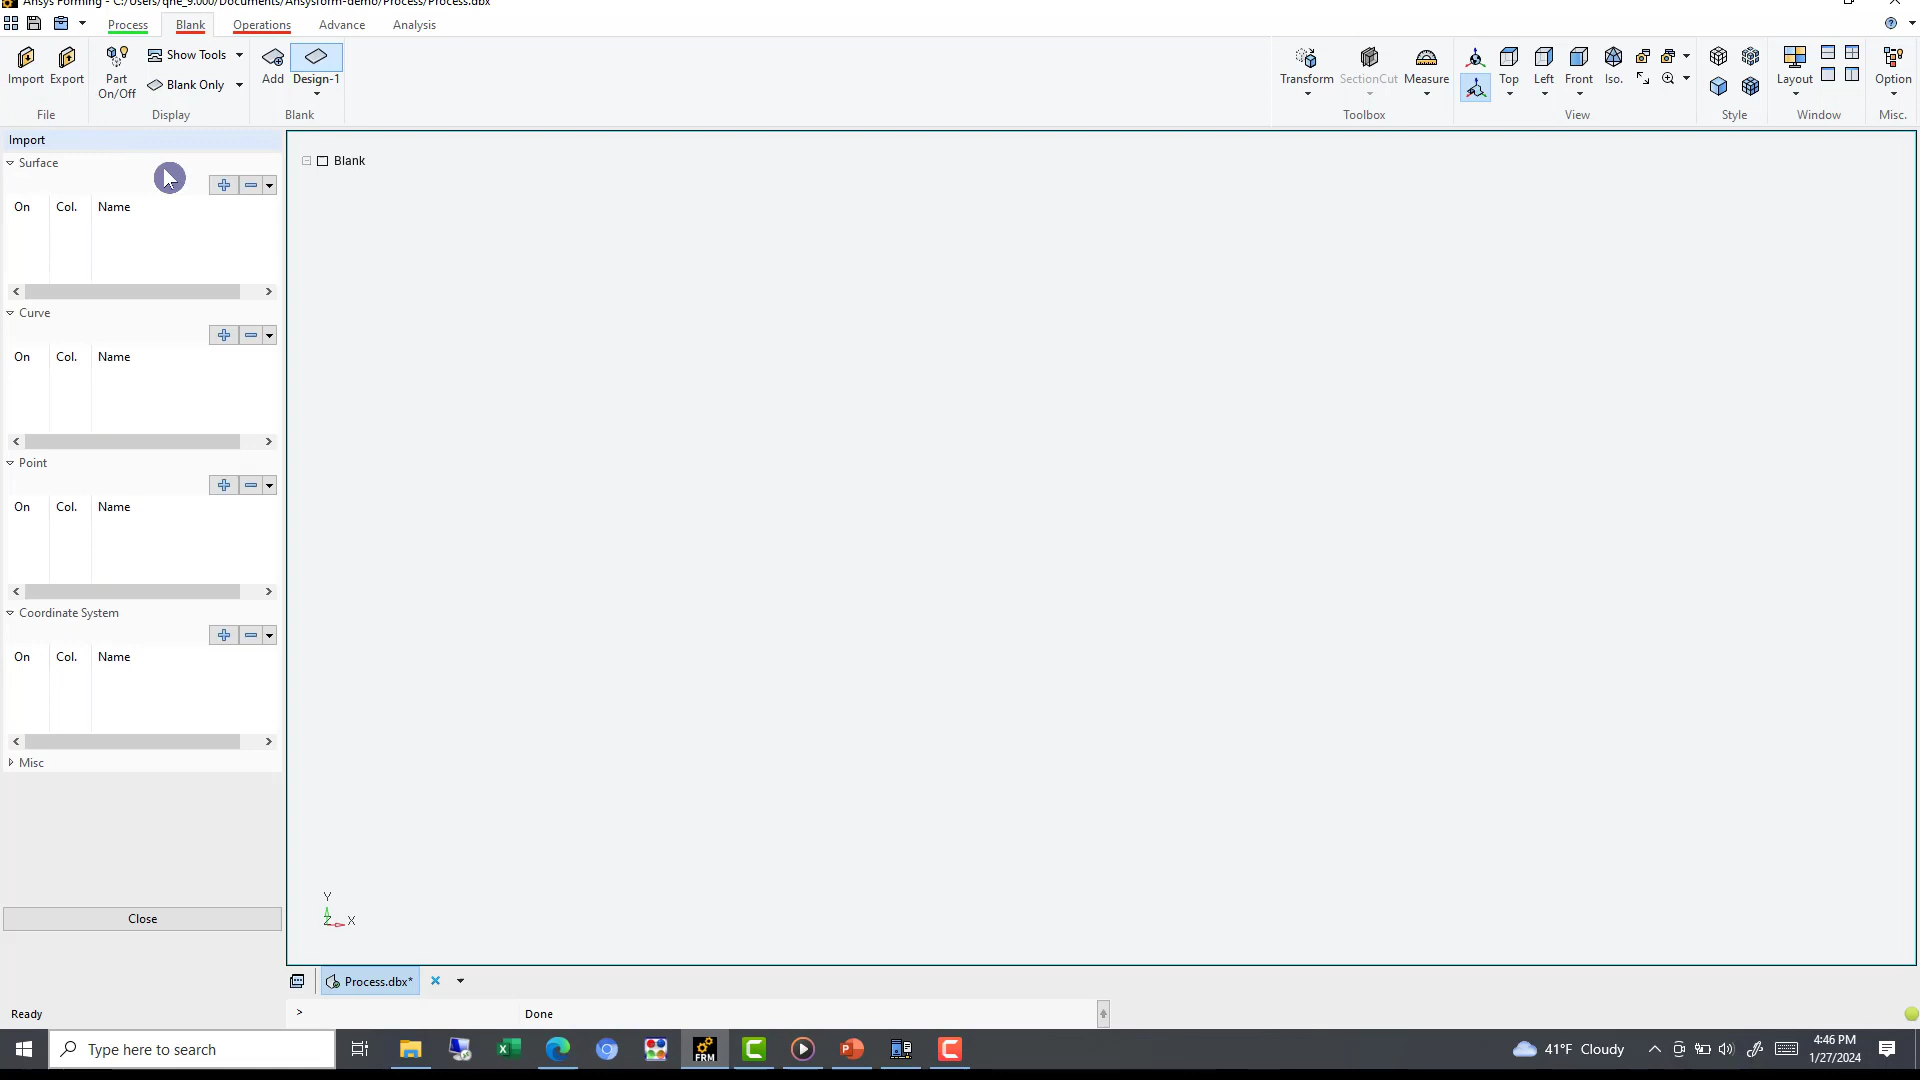 Ansys Forming - C:/Users/qhe_9.000/Documents/Ansysform-demo/Process/Process.dbx
Process Blank Operations Advance Analysis
Import Export Part On/Off Show Tools Blank Only Add Design-1 Transform SectionCut Measure Top Left Front Iso. Layout Option
File Display Blank Toolbox View Style Window Misc.
Import
Surface
On Col. Name
Curve
On Col. Name
Point
On Col. Name
Coordinate System
On Col. Name
Misc
Close
Blank
Y
Z X
Process.dbx*
Ready > Done
Type here to search
FRM
41°F Cloudy
4:46 PM
1/27/2024